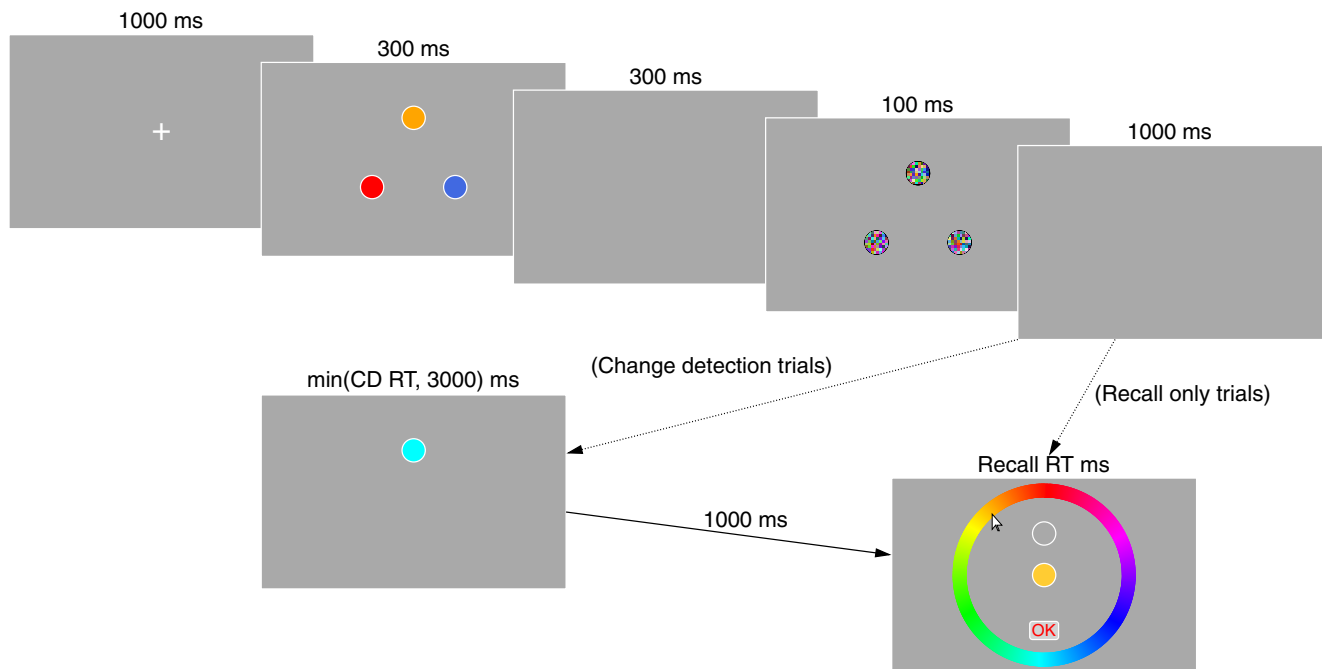 1000 ms
300 ms
300 ms
100 ms
1000 ms
(Change detection trials)
(Recall only trials)
min(CD RT, 3000) ms
Recall RT ms
1000 ms
OK